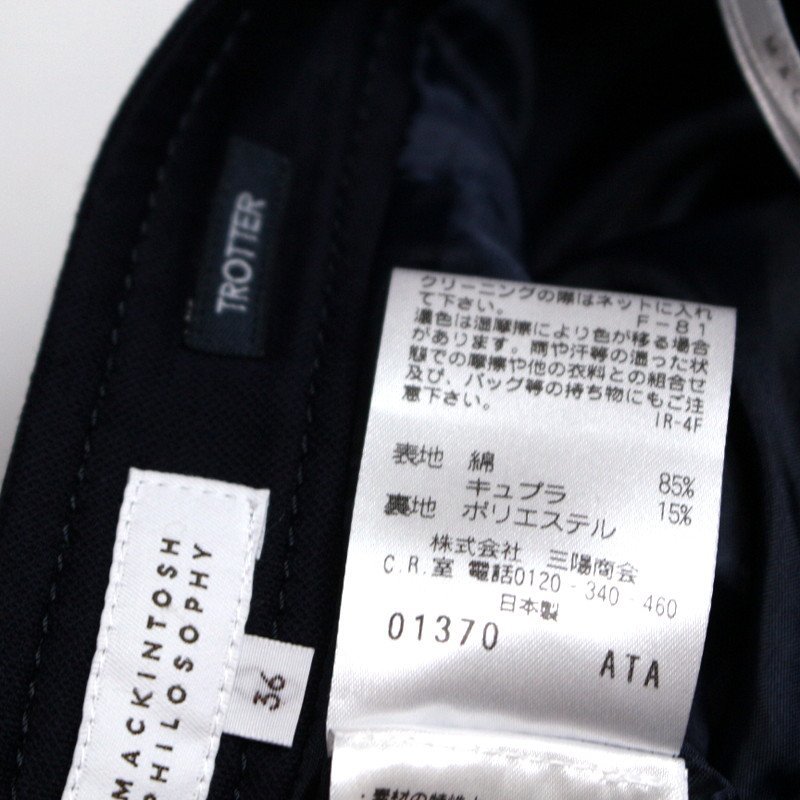 MAC
TROTTER
クリーニングの際はネットに入れ
て下さい。 F-81
濃色は湿摩擦により色が移る場合
があります。雨や汗等の湿った状
態での摩擦や他の衣料との組合せ
及び、バッグ等の持ち物にもご注
意下さい。 IR-4F
表地 綿 85%
キュプラ 15%
裏地 ポリエステル
株式会社 三陽商会
C.R.室 電話0120-340-460
日本製
01370 ATA
MACKINTOSH
PHILOSOPHY
36